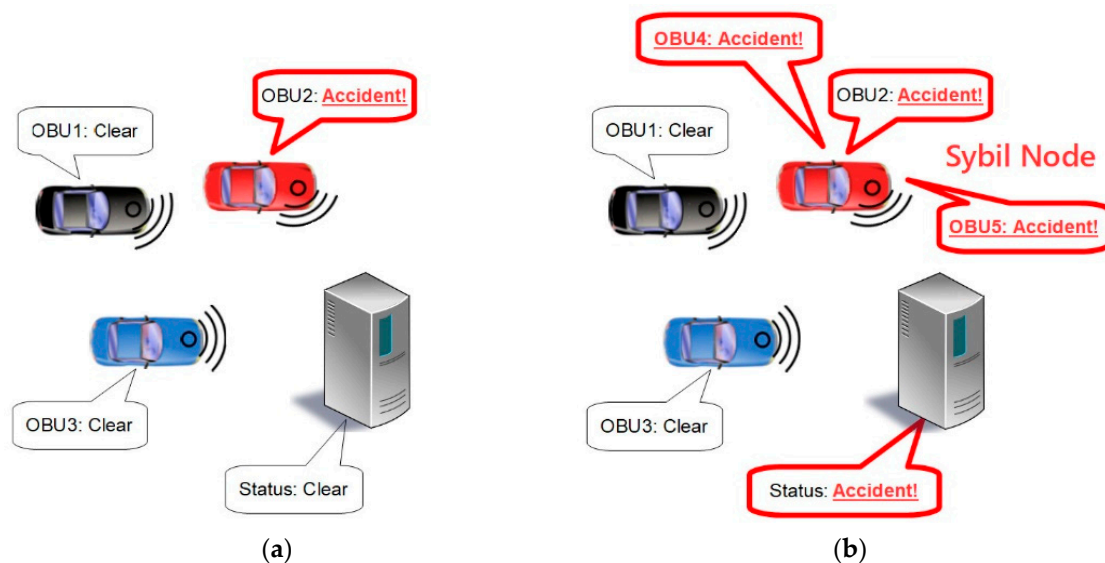 OBU2: Accident!
OBU1: Clear
OBU3: Clear
Status: Clear
(a)
OBU4: Accident!
OBU2: Accident!
OBU1: Clear
Sybil Node
OBU5: Accident!
OBU3: Clear
Status: Accident!
(b)